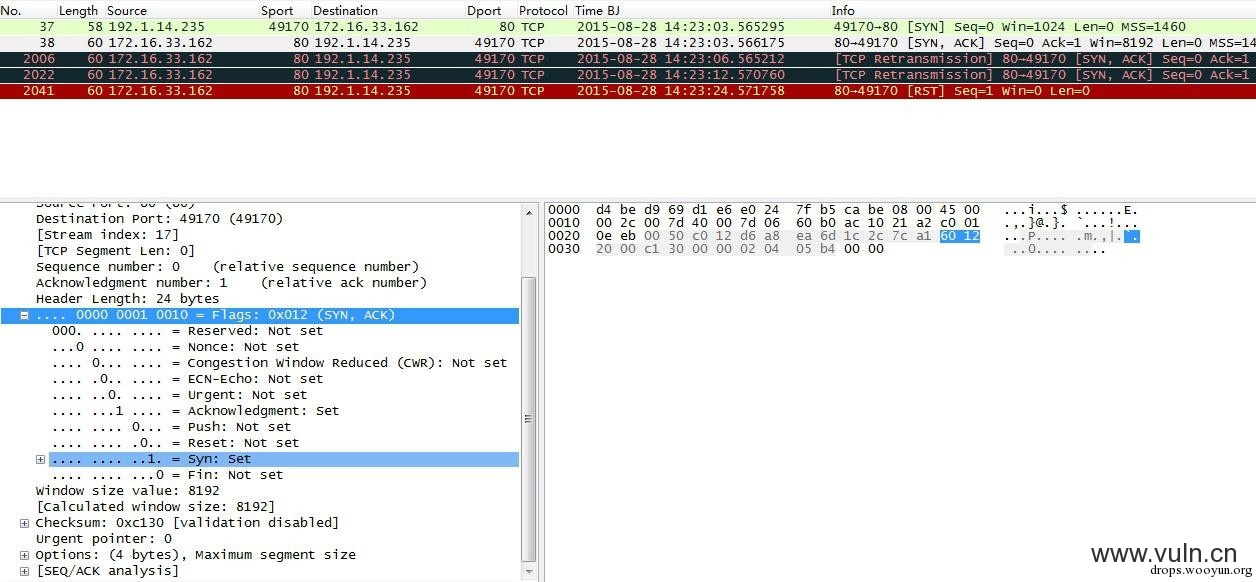 No. Length Source Sport Destination Dport Protocol Time BJ Info
37 58 192.1.14.235 49170 172.16.33.162 80 TCP 2015-08-28 14:23:03.565295 49170→80 [SYN] Seq=0 Win=1024 Len=0 MSS=1460
38 60 172.16.33.162 80 192.1.14.235 49170 TCP 2015-08-28 14:23:03.566175 80→49170 [SYN, ACK] Seq=0 Ack=1 Win=8192 Len=0 MSS=14
2006 60 172.16.33.162 80 192.1.14.235 49170 TCP 2015-08-28 14:23:06.565212 [TCP Retransmission] 80→49170 [SYN, ACK] Seq=0 Ack=1
2022 60 172.16.33.162 80 192.1.14.235 49170 TCP 2015-08-28 14:23:12.570760 [TCP Retransmission] 80→49170 [SYN, ACK] Seq=0 Ack=1
2041 60 172.16.33.162 80 192.1.14.235 49170 TCP 2015-08-28 14:23:24.571758 80→49170 [RST] Seq=1 Win=0 Len=0
Source Port: 80 (80)
Destination Port: 49170 (49170)
[Stream index: 17]
[TCP Segment Len: 0]
Sequence number: 0 (relative sequence number)
Acknowledgment number: 1 (relative ack number)
Header Length: 24 bytes
.... 0000 0001 0010 = Flags: 0x012 (SYN, ACK)
000. .... .... = Reserved: Not set
...0 .... .... = Nonce: Not set
.... 0... .... = Congestion Window Reduced (CWR): Not set
.... .0.. .... = ECN-Echo: Not set
.... ..0. .... = Urgent: Not set
.... ...1 .... = Acknowledgment: Set
.... .... 0... = Push: Not set
.... .... .0.. = Reset: Not set
.... .... ..1. = Syn: Set
.... .... ...0 = Fin: Not set
Window size value: 8192
[Calculated window size: 8192]
Checksum: 0xc130 [validation disabled]
Urgent pointer: 0
Options: (4 bytes), Maximum segment size
[SEQ/ACK analysis]
0000 d4 be d9 69 d1 e6 e0 24 7f b5 ca be 08 00 45 00 ...i...$ ......E.
0010 00 2c 00 7d 40 00 7d 06 60 b0 ac 10 21 a2 c0 01 .,.}@.}. `...!...
0020 0e eb 00 50 c0 12 d6 a8 ea 6d 1c 2c 7c a1 60 12 ...P.... .m.,|.`.
0030 20 00 c1 30 00 00 02 04 05 b4 00 00 ..0.... ....
www.vuln.cn
drops.wooyun.org